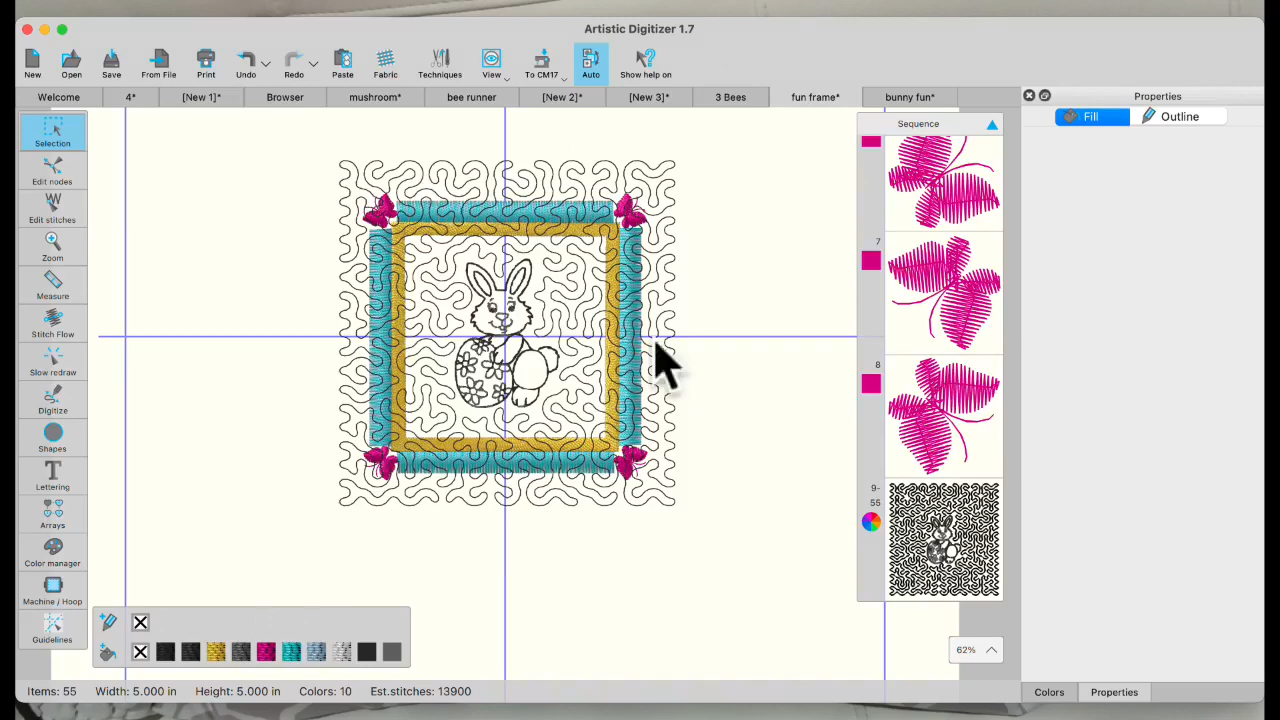 Artistic Digitizer 1.7
New Open Save From File Print Undo Redo Paste Fabric Techniques View To CM17 Auto Show help on
Welcome 4* [New 1]* Browser mushroom* bee runner [New 2]* [New 3]* 3 Bees fun frame* bunny fun*
Properties
Fill Outline
Selection
Edit nodes
Edit stitches
Zoom
Measure
Stitch Flow
Slow redraw
Digitize
Shapes
Lettering
Arrays
Color manager
Machine / Hoop
Guidelines
Sequence
7
8
9-
55
62%
Items: 55 Width: 5.000 in Height: 5.000 in Colors: 10 Est.stitches: 13900
Colors Properties